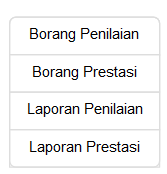 Borang Penilaian
Borang Prestasi
Laporan Penilaian
Laporan Prestasi